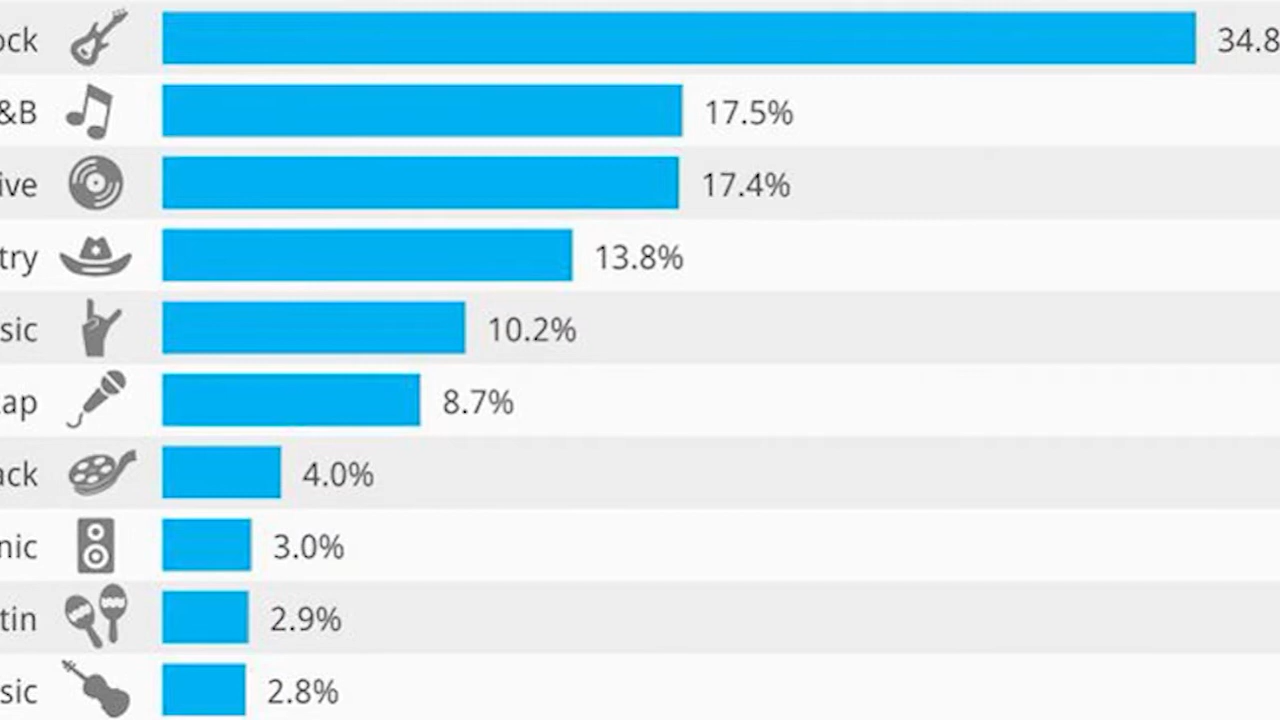 ock 34.8
&B 17.5%
ive 17.4%
try 13.8%
sic 10.2%
ap 8.7%
ack 4.0%
nic 3.0%
tin 2.9%
sic 2.8%